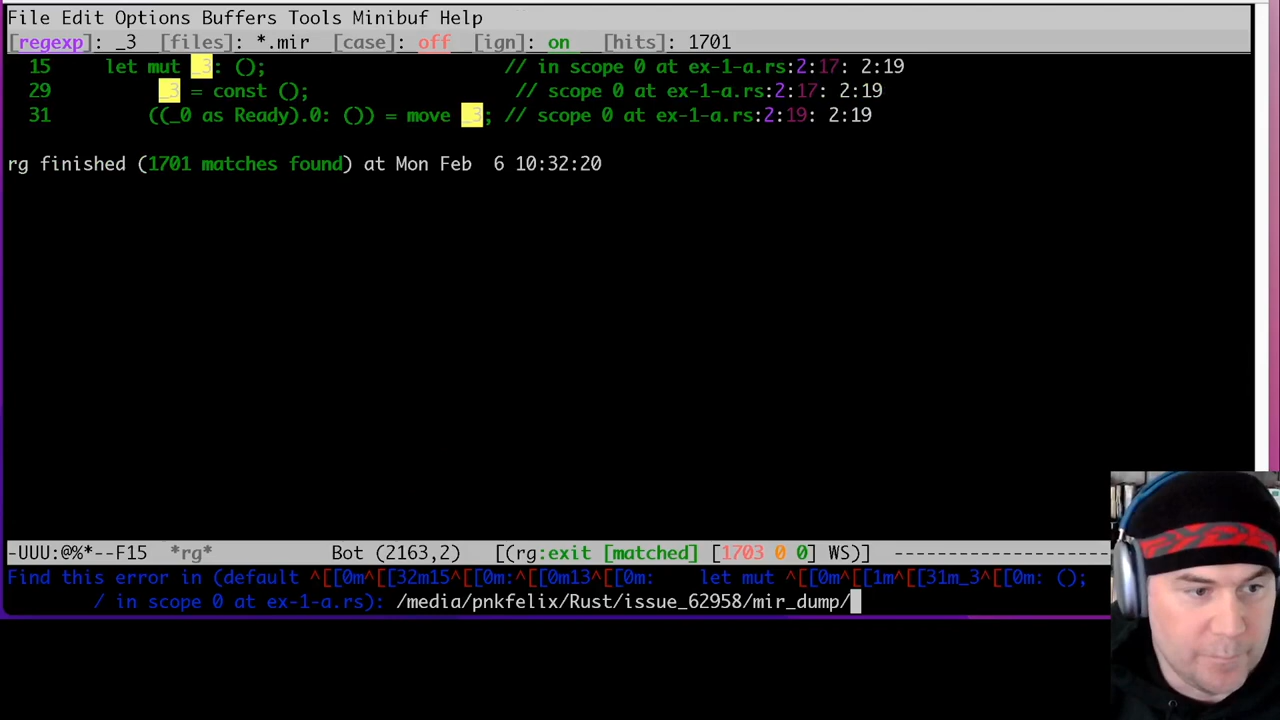 File Edit Options Buffers Tools Minibuf Help
[regexp]: _3 [files]: *.mir [case]: off [ign]: on [hits]: 1701
15 let mut _3: (); // in scope 0 at ex-1-a.rs:2:17: 2:19
29 _3 = const (); // scope 0 at ex-1-a.rs:2:17: 2:19
31 ((_0 as Ready).0: ()) = move _3; // scope 0 at ex-1-a.rs:2:19: 2:19
rg finished (1701 matches found) at Mon Feb  6 10:32:20
-UUU:@%*--F15 *rg* Bot (2163,2) [(rg:exit [matched] [1703 0 0] WS)] --------------------
Find this error in (default ^[[0m^[[32m15^[[0m:^[[0m13^[[0m: let mut ^[[0m^[[1m^[[31m_3^[[0m: ();
/ in scope 0 at ex-1-a.rs): /media/pnkfelix/Rust/issue_62958/mir_dump/